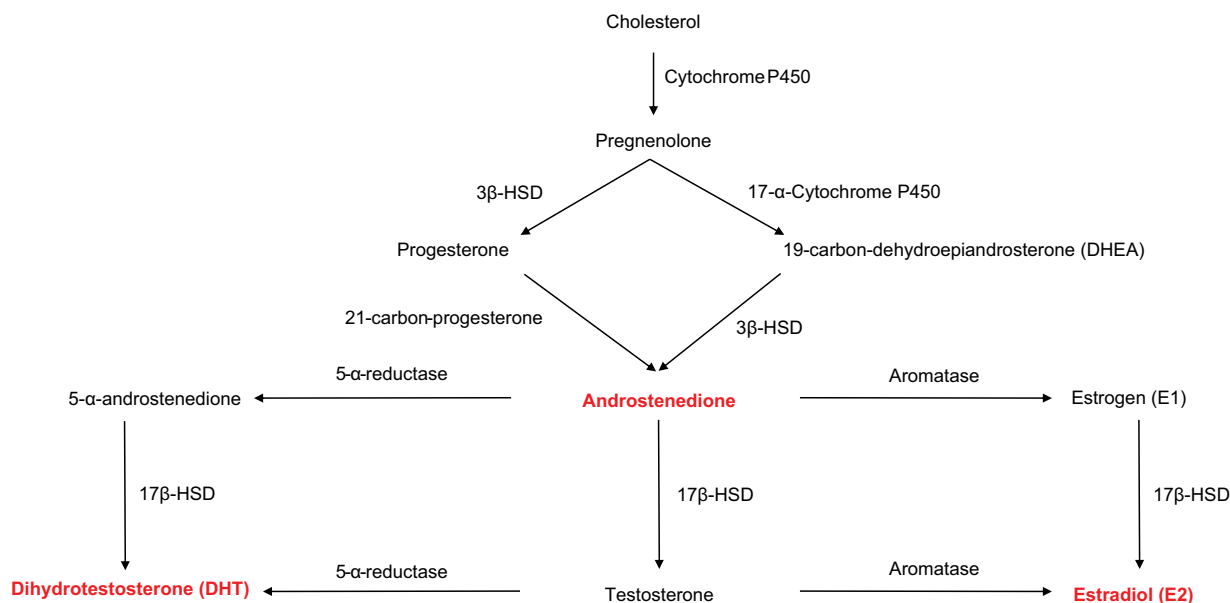 Cholesterol
Cytochrome P450
Pregnenolone
3β-HSD
17-α-Cytochrome P450
Progesterone
19-carbon-dehydroepiandrosterone (DHEA)
21-carbon-progesterone
3β-HSD
5-α-reductase
Aromatase
5-α-androstenedione
Androstenedione
Estrogen (E1)
17β-HSD
17β-HSD
17β-HSD
5-α-reductase
Aromatase
Dihydrotestosterone (DHT)
Testosterone
Estradiol (E2)